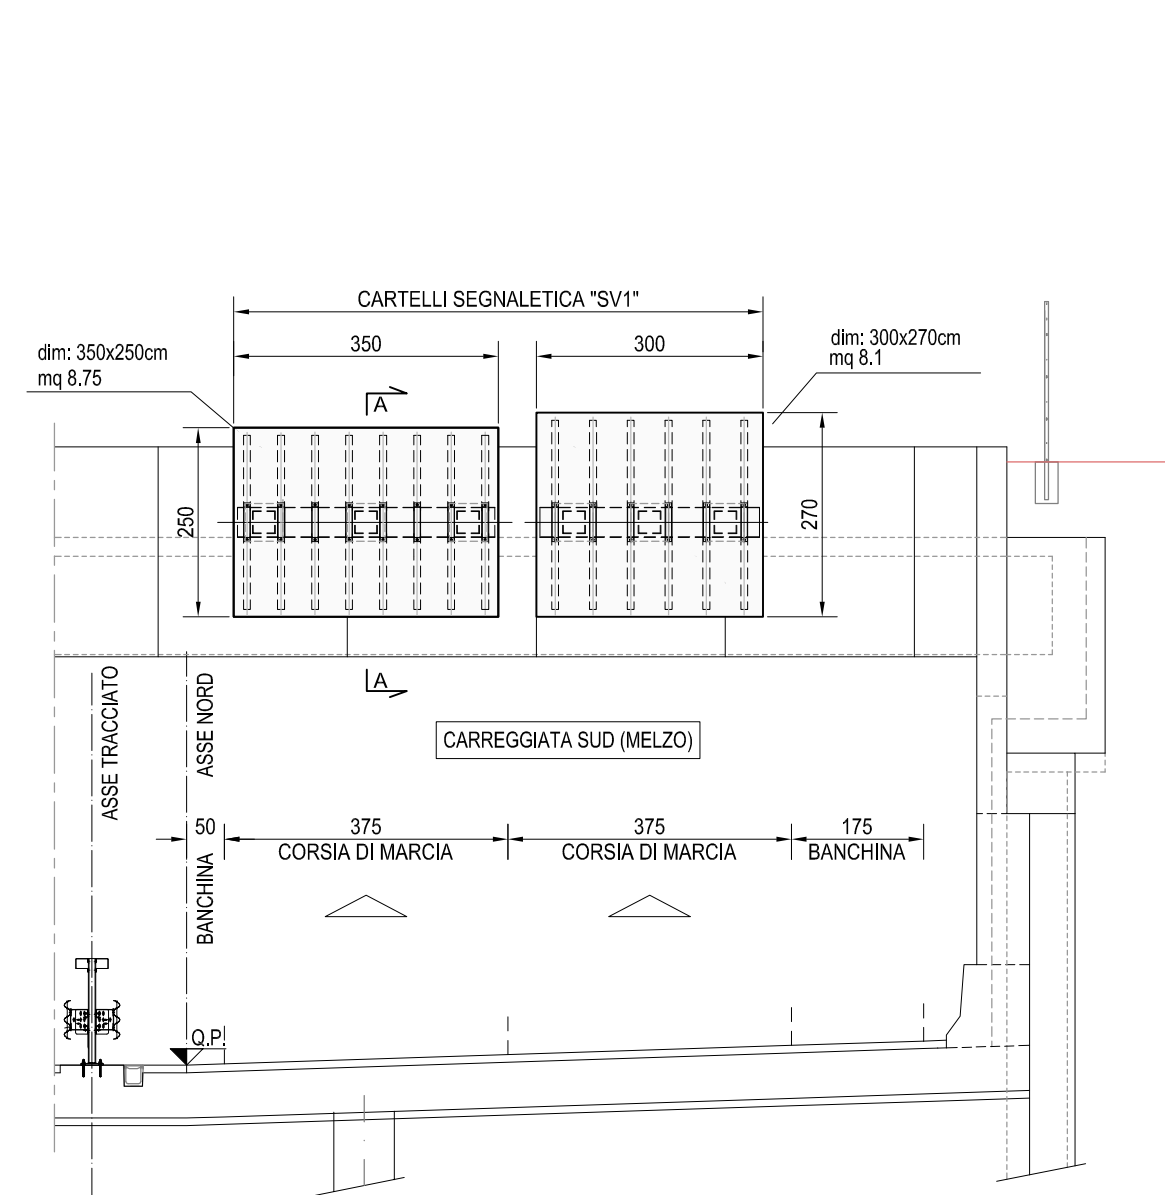 CARTELLI SEGNALETICA "SV1"
350
300
dim: 350x250cm
mq 8.75
dim: 300x270cm
mq 8.1
A
250
270
A
ASSE TRACCIATO
ASSE NORD
CARREGGIATA SUD (MELZO)
50
375
375
175
CORSIA DI MARCIA
CORSIA DI MARCIA
BANCHINA
BANCHINA
Q.P.